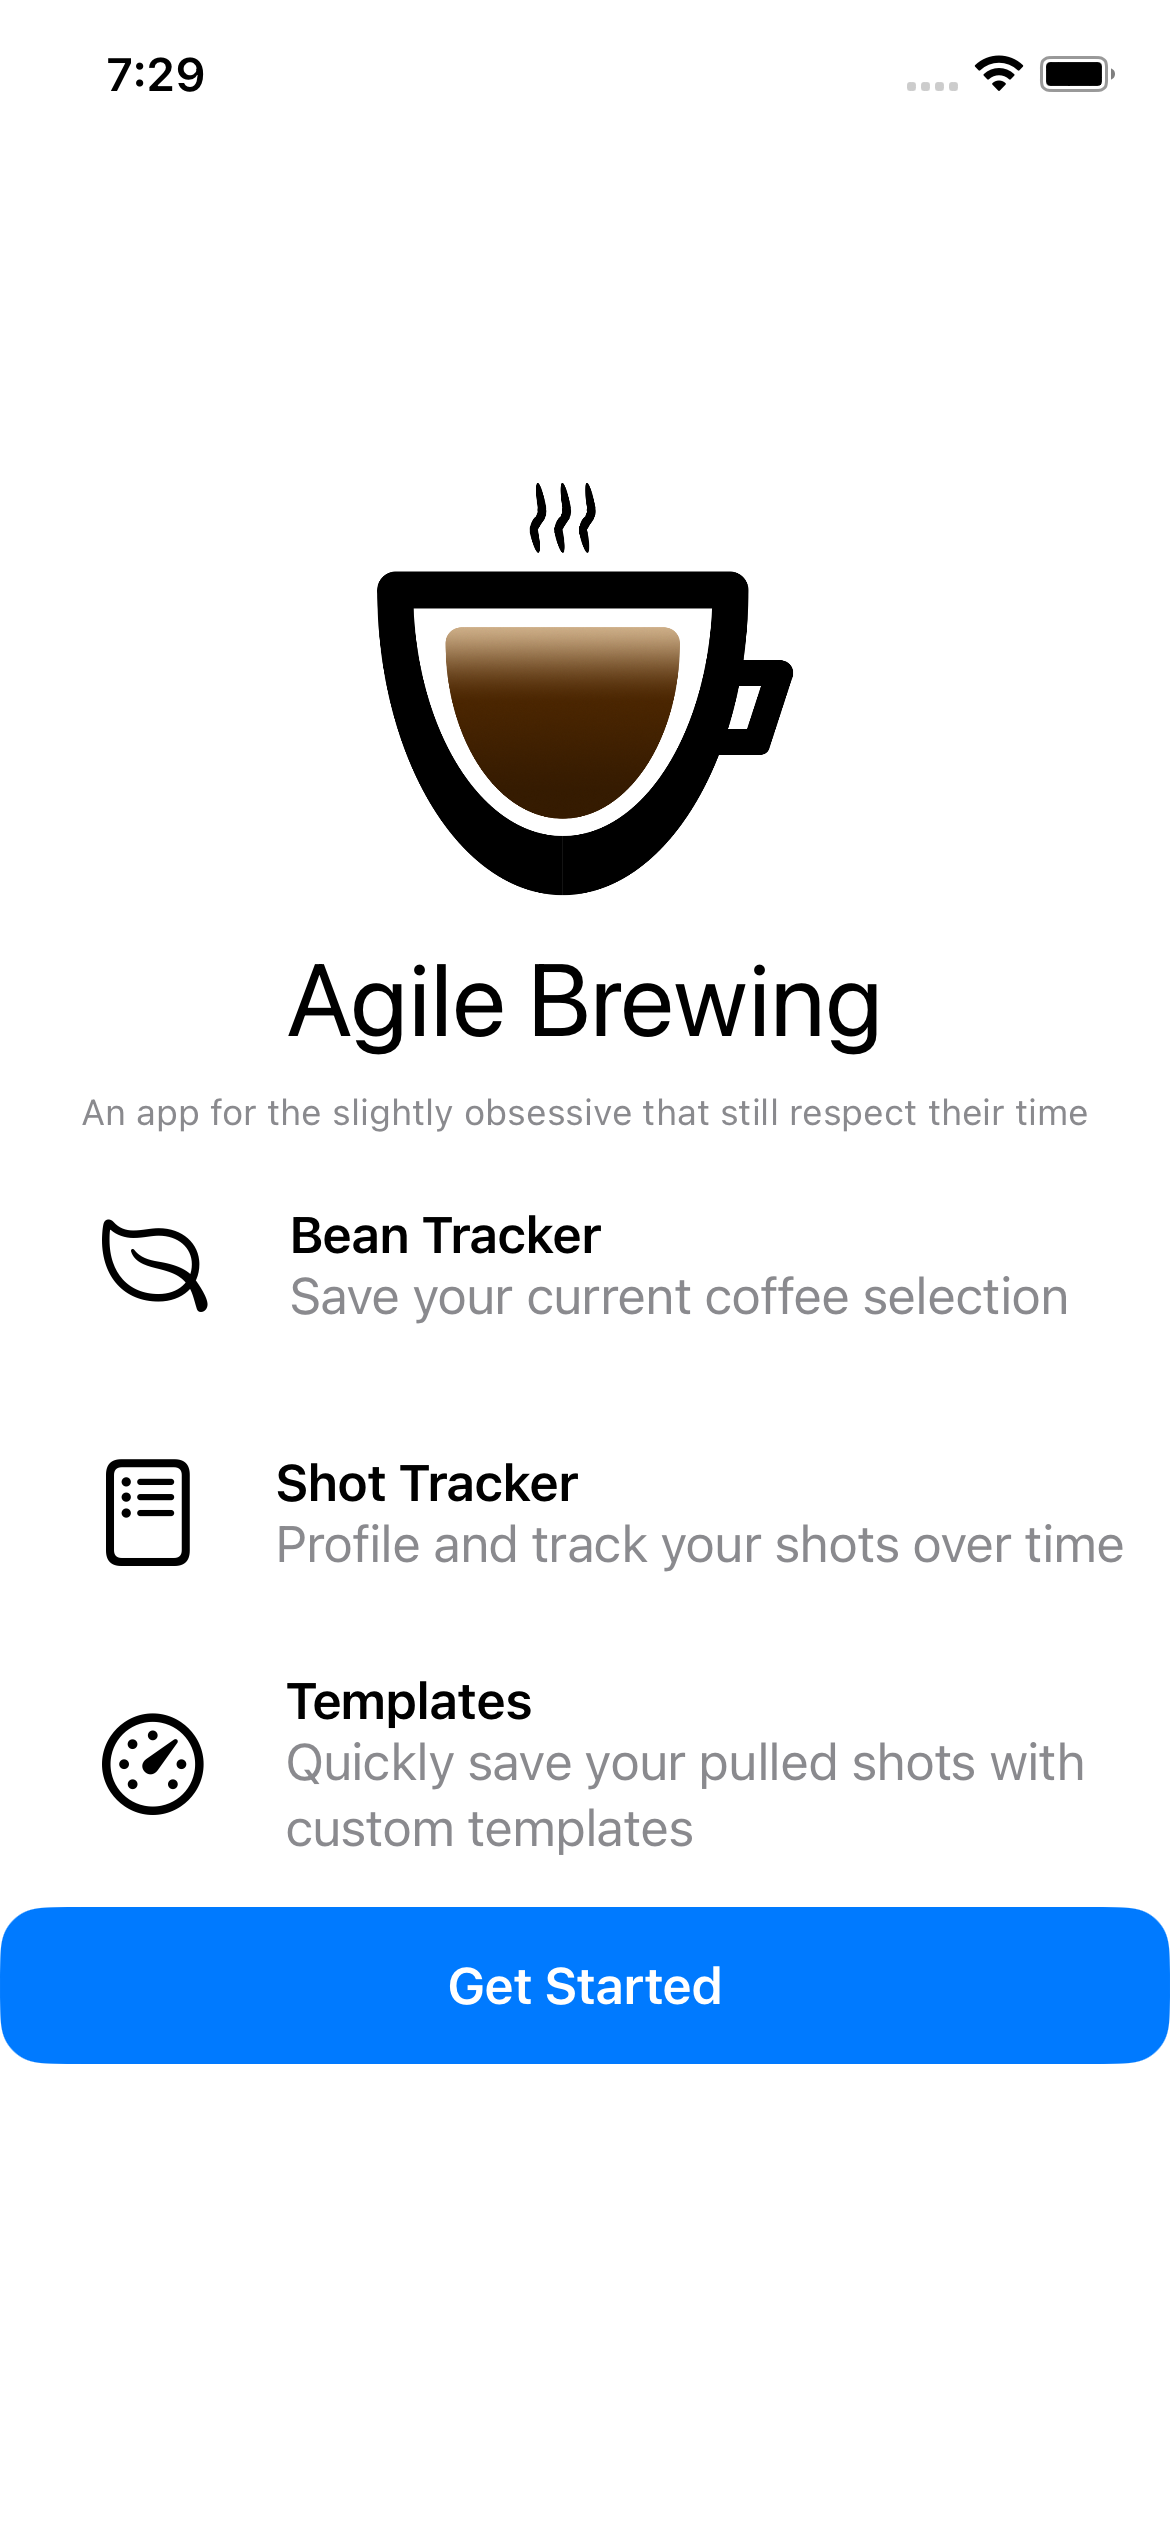 7:29
Agile Brewing
An app for the slightly obsessive that still respect their time
Bean Tracker
Save your current coffee selection
Shot Tracker
Profile and track your shots over time
Templates
Quickly save your pulled shots with
custom templates
Get Started